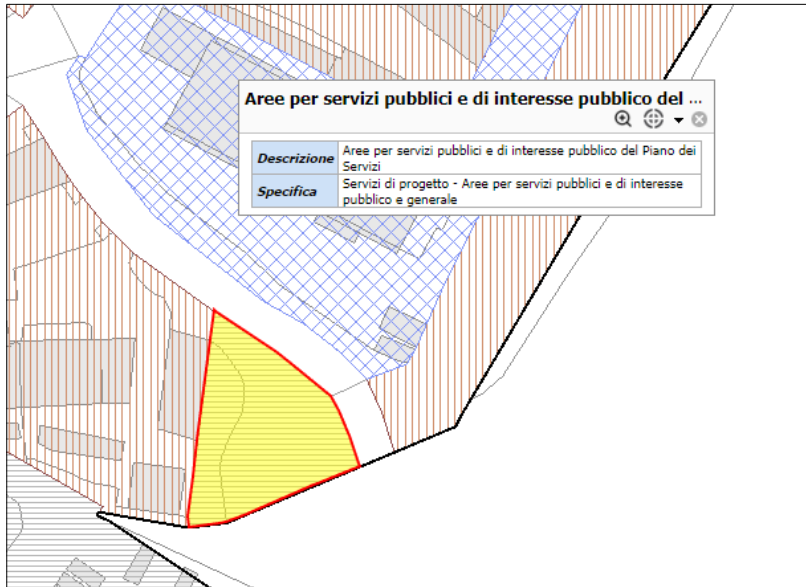 Aree per servizi pubblici e di interesse pubblico del ...
Descrizione Aree per servizi pubblici e di interesse pubblico del Piano dei
Servizi
Specifica Servizi di progetto - Aree per servizi pubblici e di interesse
pubblico e generale